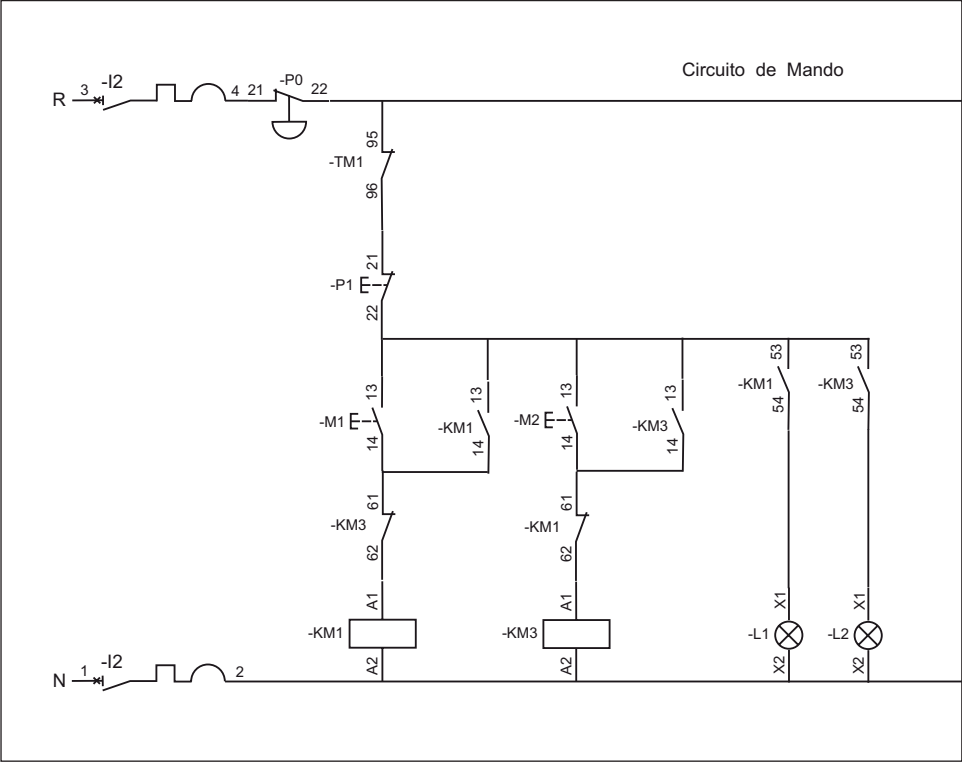 Circuito de Mando
R 3 -I2 4 21 -P0 22
95
-TM1
96
21
-P1
22
13 13 13 13 53 53
-M1 -KM1 -M2 -KM3 -KM1 -KM3
14 14 14 14 54 54
61 61
-KM3 -KM1
62 62
A1 A1 X1 X1
-KM1 -KM3 -L1 -L2
A2 A2 X2 X2
N 1 -I2 2